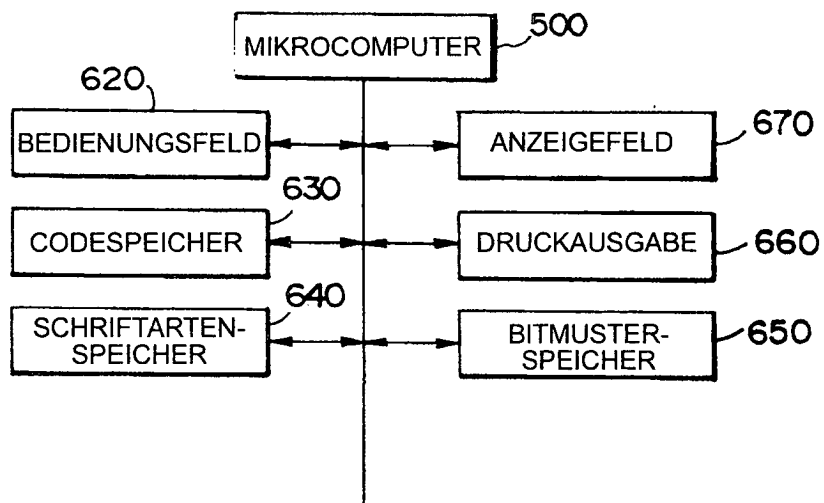 MIKROCOMPUTER
500
620
BEDIENUNGSFELD
ANZEIGEFELD
670
630
CODESPEICHER
DRUCKAUSGABE
660
640
SCHRIFTARTEN-
SPEICHER
BITMUSTER-
SPEICHER
650